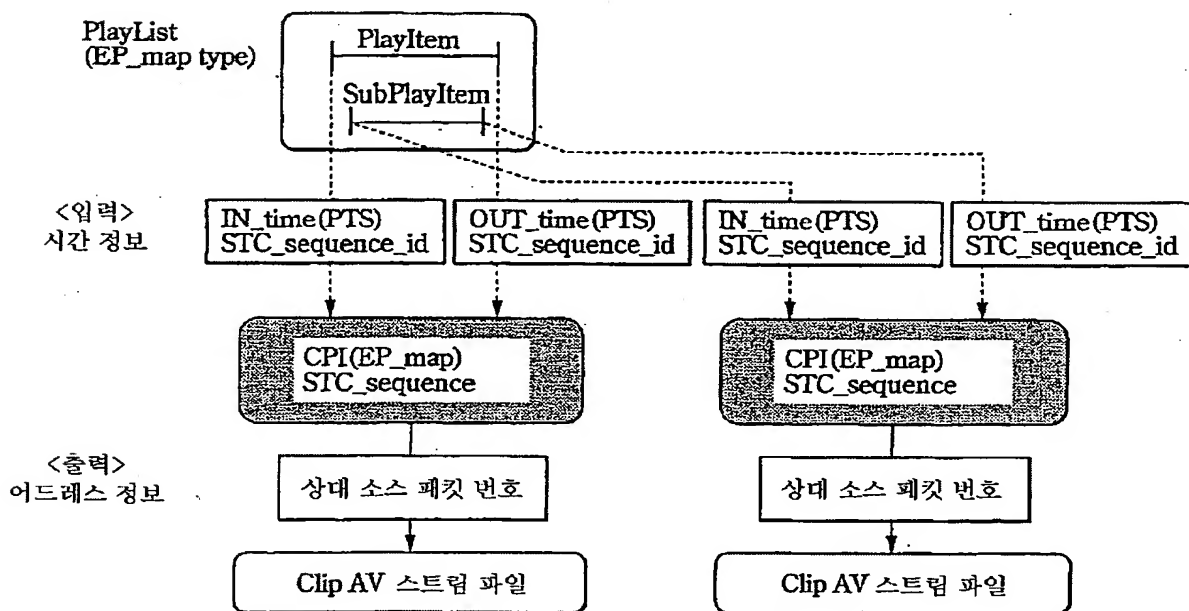 PlayList
(EP_map type)
PlayItem
SubPlayItem
<입력>
시간 정보
IN_time(PTS)
STC_sequence_id
OUT_time(PTS)
STC_sequence_id
IN_time(PTS)
STC_sequence_id
OUT_time(PTS)
STC_sequence_id
CPI(EP_map)
STC_sequence
CPI(EP_map)
STC_sequence
<출력>
어드레스 정보
상대 소스 패킷 번호
상대 소스 패킷 번호
Clip AV 스트림 파일
Clip AV 스트림 파일